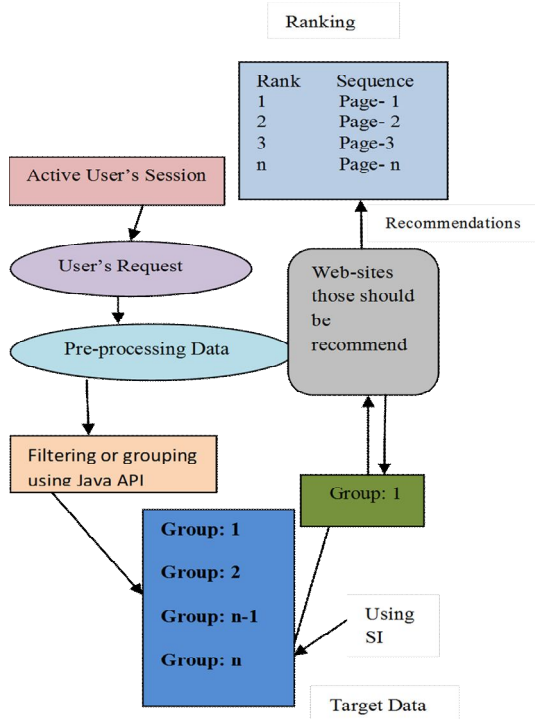 Ranking
Rank Sequence
1 Page- 1
2 Page- 2
3 Page-3
n Page- n
Active User's Session
Recommendations
User's Request
Web-sites
those should
be
recommend
Pre-processing Data
Filtering or grouping
using Java API
Group: 1
Group: 1
Group: 2
Group: n-1
Group: n
Using
SI
Target Data